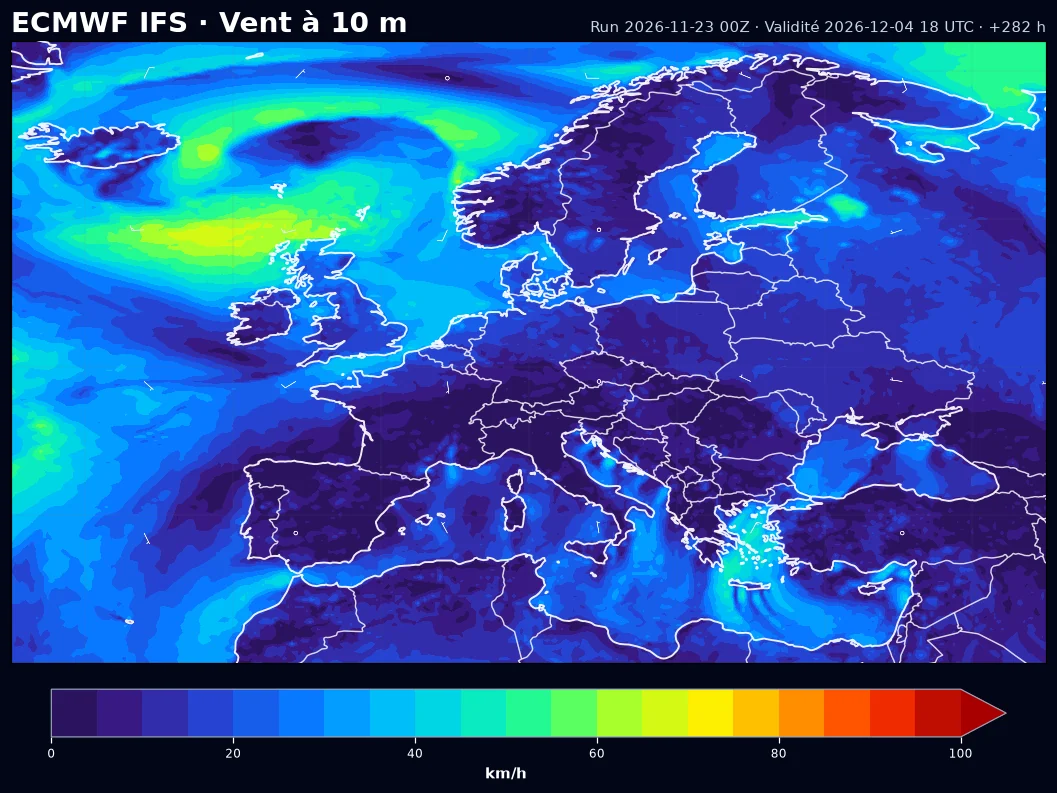 ECMWF IFS · Vent à 10 m
Run 2026-11-23 00Z · Validité 2026-12-04 18 UTC · +282 h
0 20 40 60 80 100
km/h